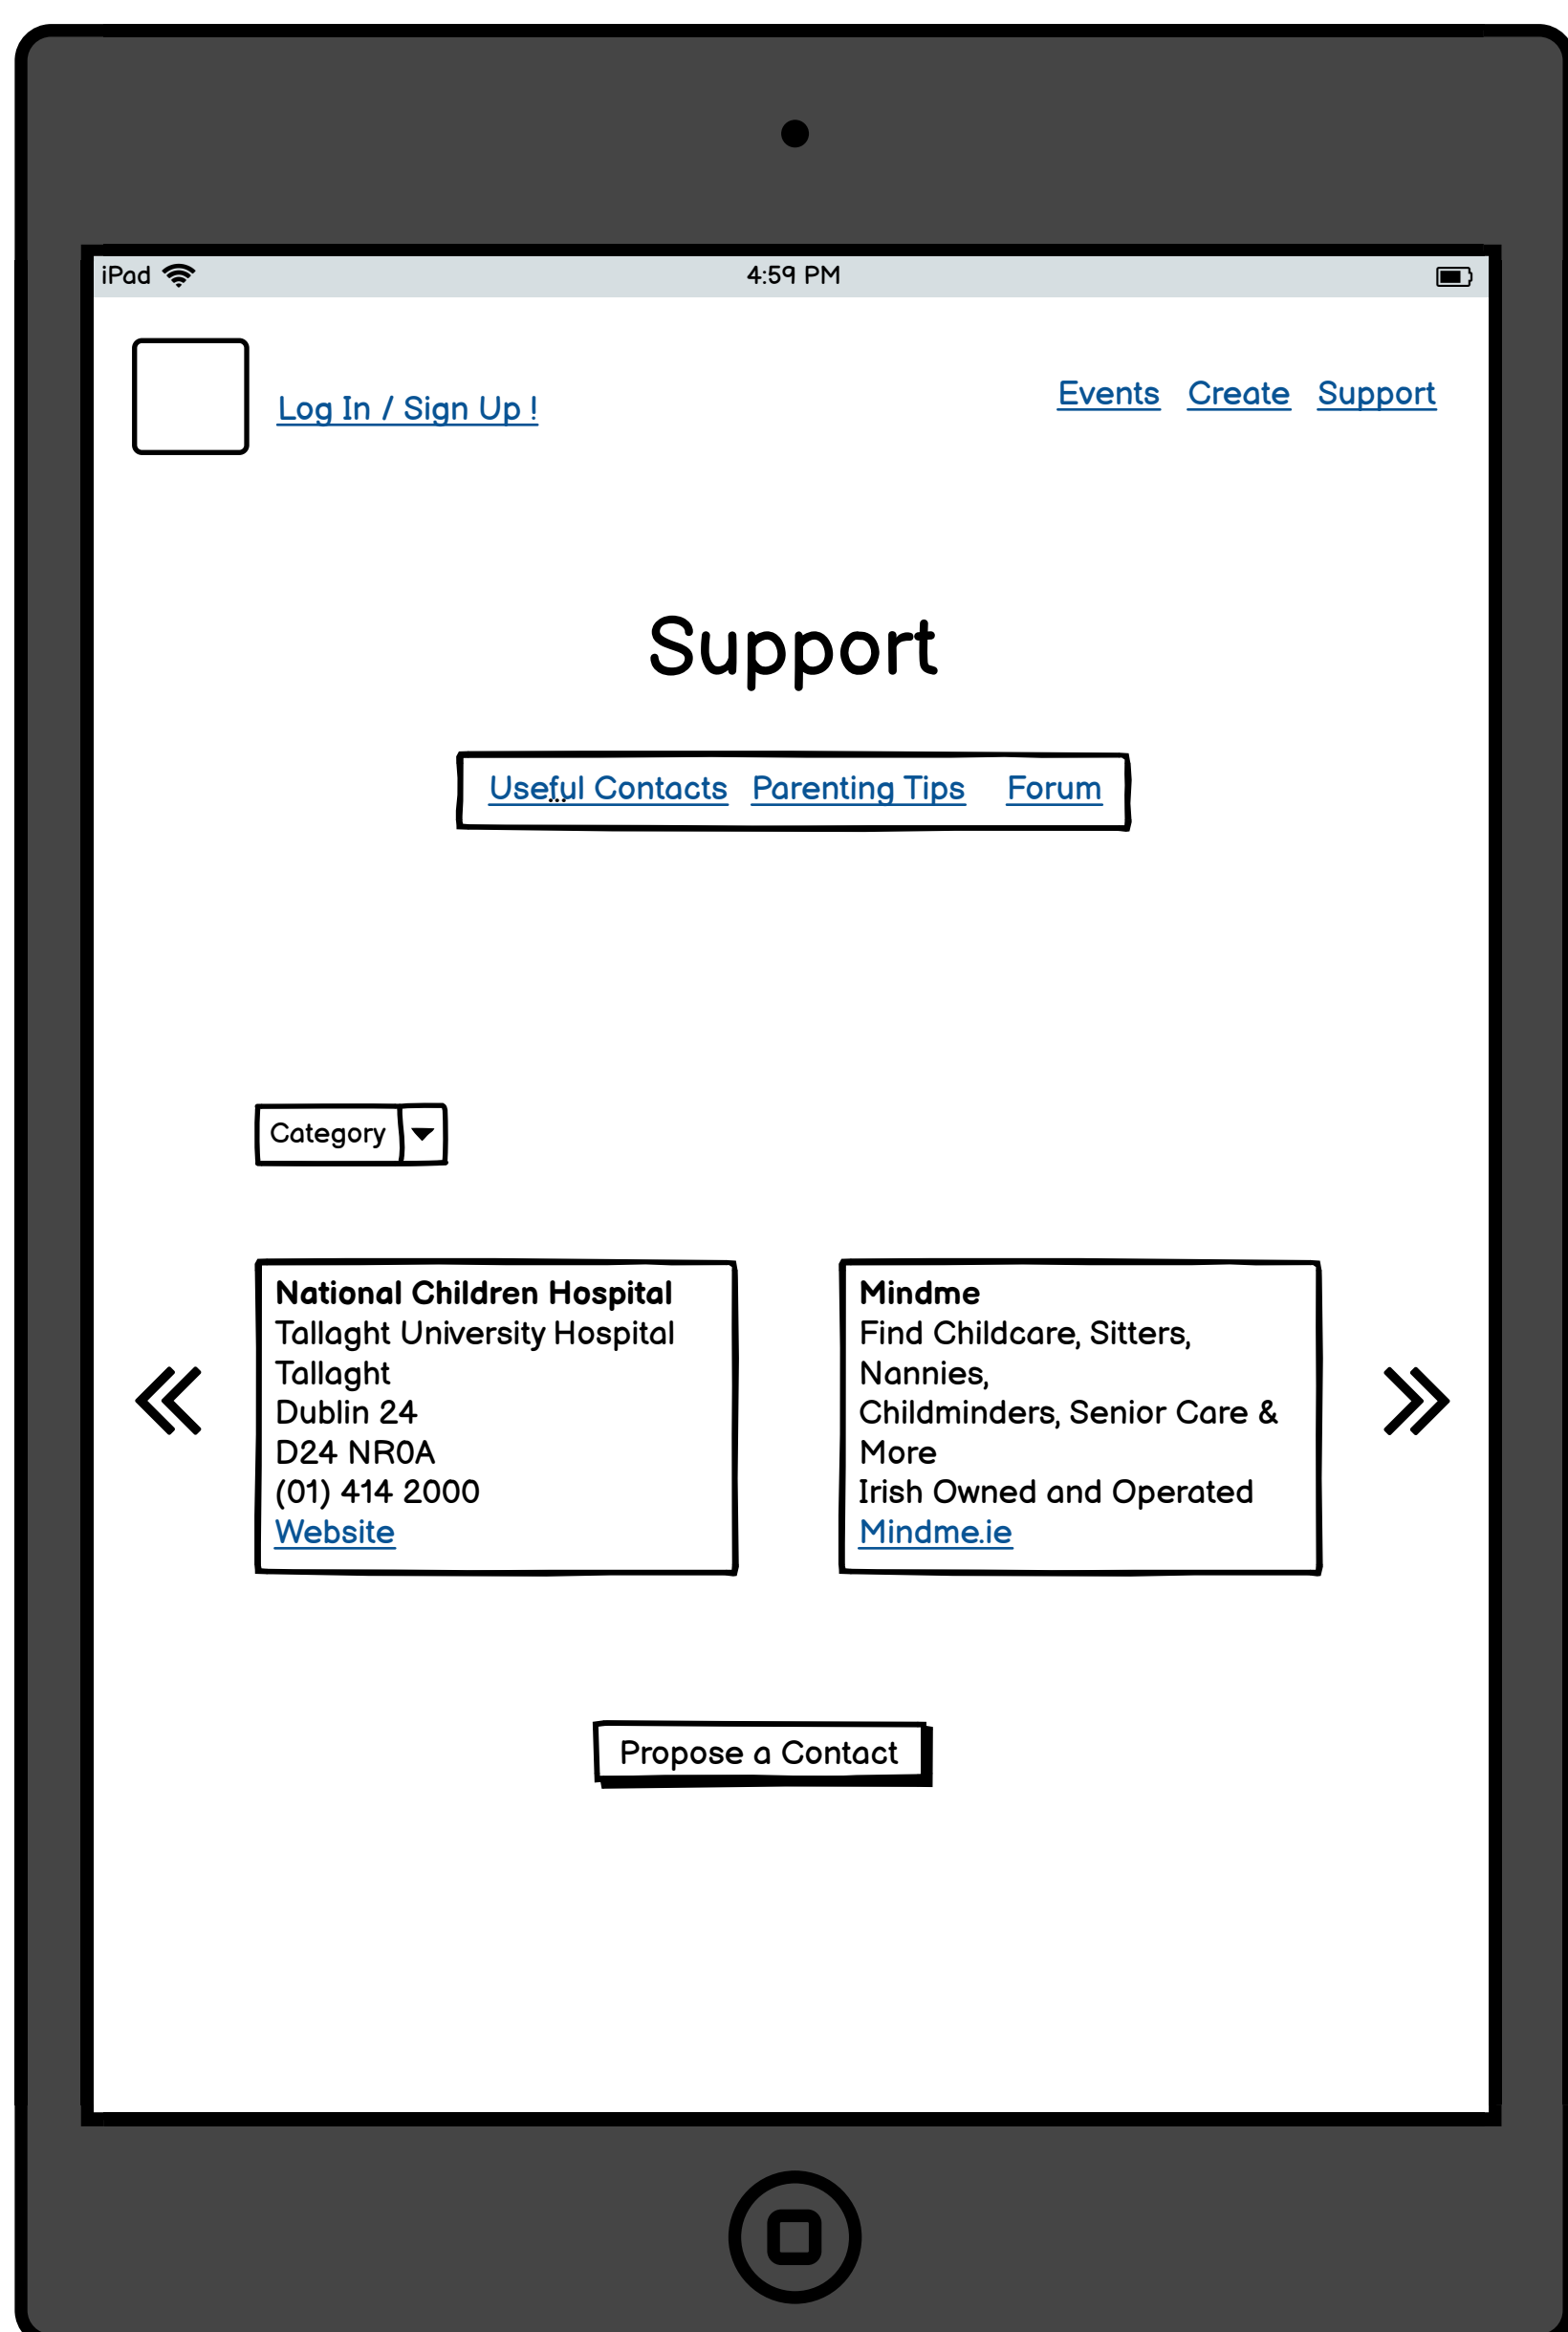 iPad 4:59 PM
Log In / Sign Up !
Events Create Support
Support
Useful Contacts Parenting Tips Forum
...
Category
National Children Hospital
Tallaght University Hospital
Tallaght
Dublin 24
D24 NR0A
(01) 414 2000
Website
Mindme
Find Childcare, Sitters,
Nannies,
Childminders, Senior Care &
More
Irish Owned and Operated
Mindme.ie
Propose a Contact